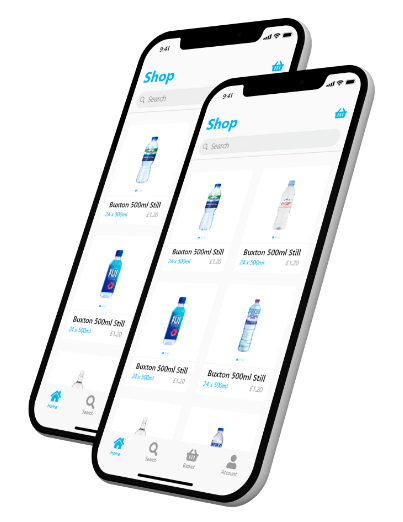 9:41
Shop
Search
Buxton 500ml Still
24 x 500ml £1.20
FIJI
Buxton 500ml Still
24 x 500ml £1.20
Home Search
9:41
Shop
Search
Buxton 500ml Still
24 x 500ml £1.20
Buxton 500ml Still
24 x 500ml £1.20
FIJI
Buxton 500ml Still
24 x 500ml £1.20
Buxton 500ml Still
24 x 500ml £1.20
Home Search Basket Account